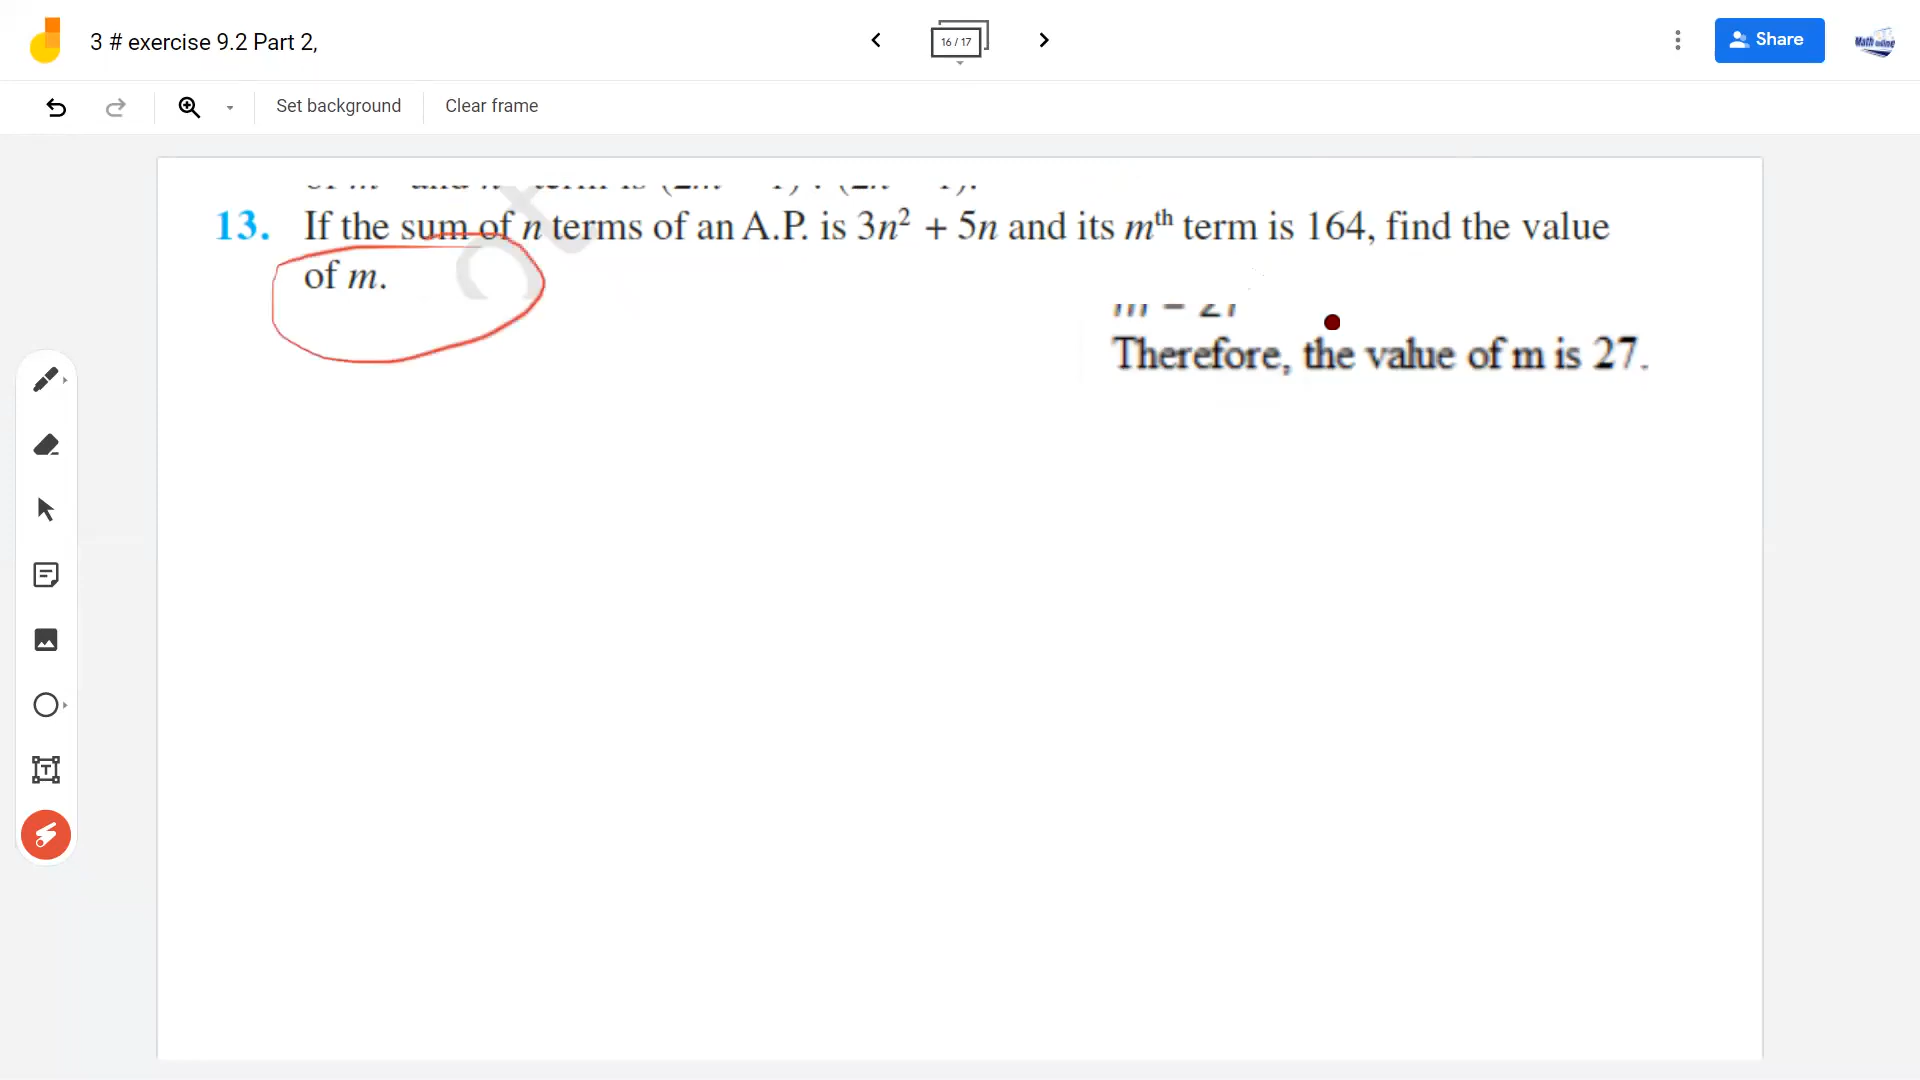 3 # exercise 9.2 Part 2,
16 / 17
Share
Math online
Set background
Clear frame
13. If the sum of n terms of an A.P. is 3n² + 5n and its mᵗʰ term is 164, find the value
of m.
Therefore, the value of m is 27.